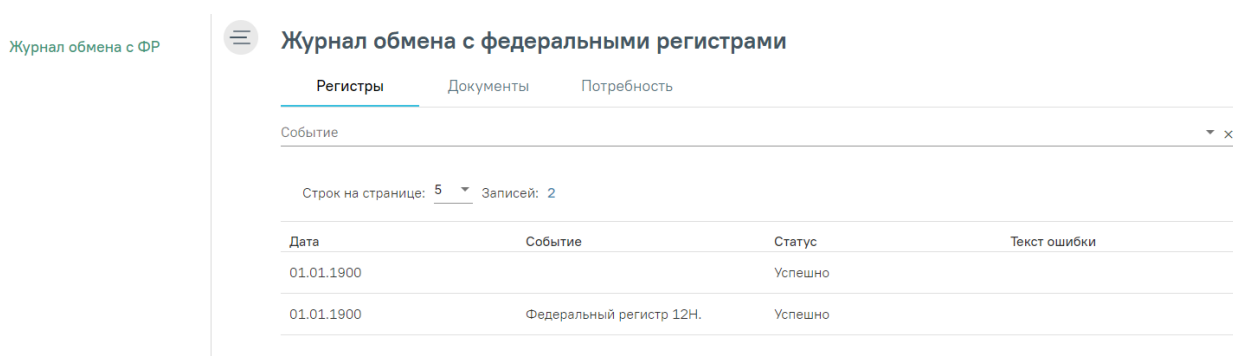 Журнал обмена с ФР
Журнал обмена с федеральными регистрами
Регистры Документы Потребность
Событие
Строк на странице: 5 Записей: 2
Дата Событие Статус Текст ошибки
01.01.1900 Успешно
01.01.1900 Федеральный регистр 12Н. Успешно